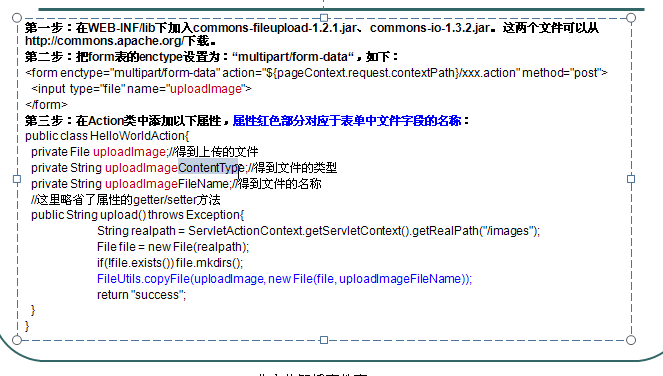 第一步：在WEB-INF/lib下加入commons-fileupload-1.2.1.jar、commons-io-1.3.2.jar。这两个文件可以从
http://commons.apache.org/下载。
第二步：把form表的enctype设置为：“multipart/form-data“，如下：
<form enctype="multipart/form-data" action="${pageContext.request.contextPath}/xxx.action" method="post">
<input type="file" name="uploadImage">
</form>
第三步：在Action类中添加以下属性，属性红色部分对应于表单中文件字段的名称：
public class HelloWorldAction{
private File uploadImage;//得到上传的文件
private String uploadImageContentType;//得到文件的类型
private String uploadImageFileName;//得到文件的名称
//这里略省了属性的getter/setter方法
public String upload() throws Exception{
String realpath = ServletActionContext.getServletContext().getRealPath("/images");
File file = new File(realpath);
if(!file.exists()) file.mkdirs();
FileUtils.copyFile(uploadImage, new File(file, uploadImageFileName));
return "success";
}
}